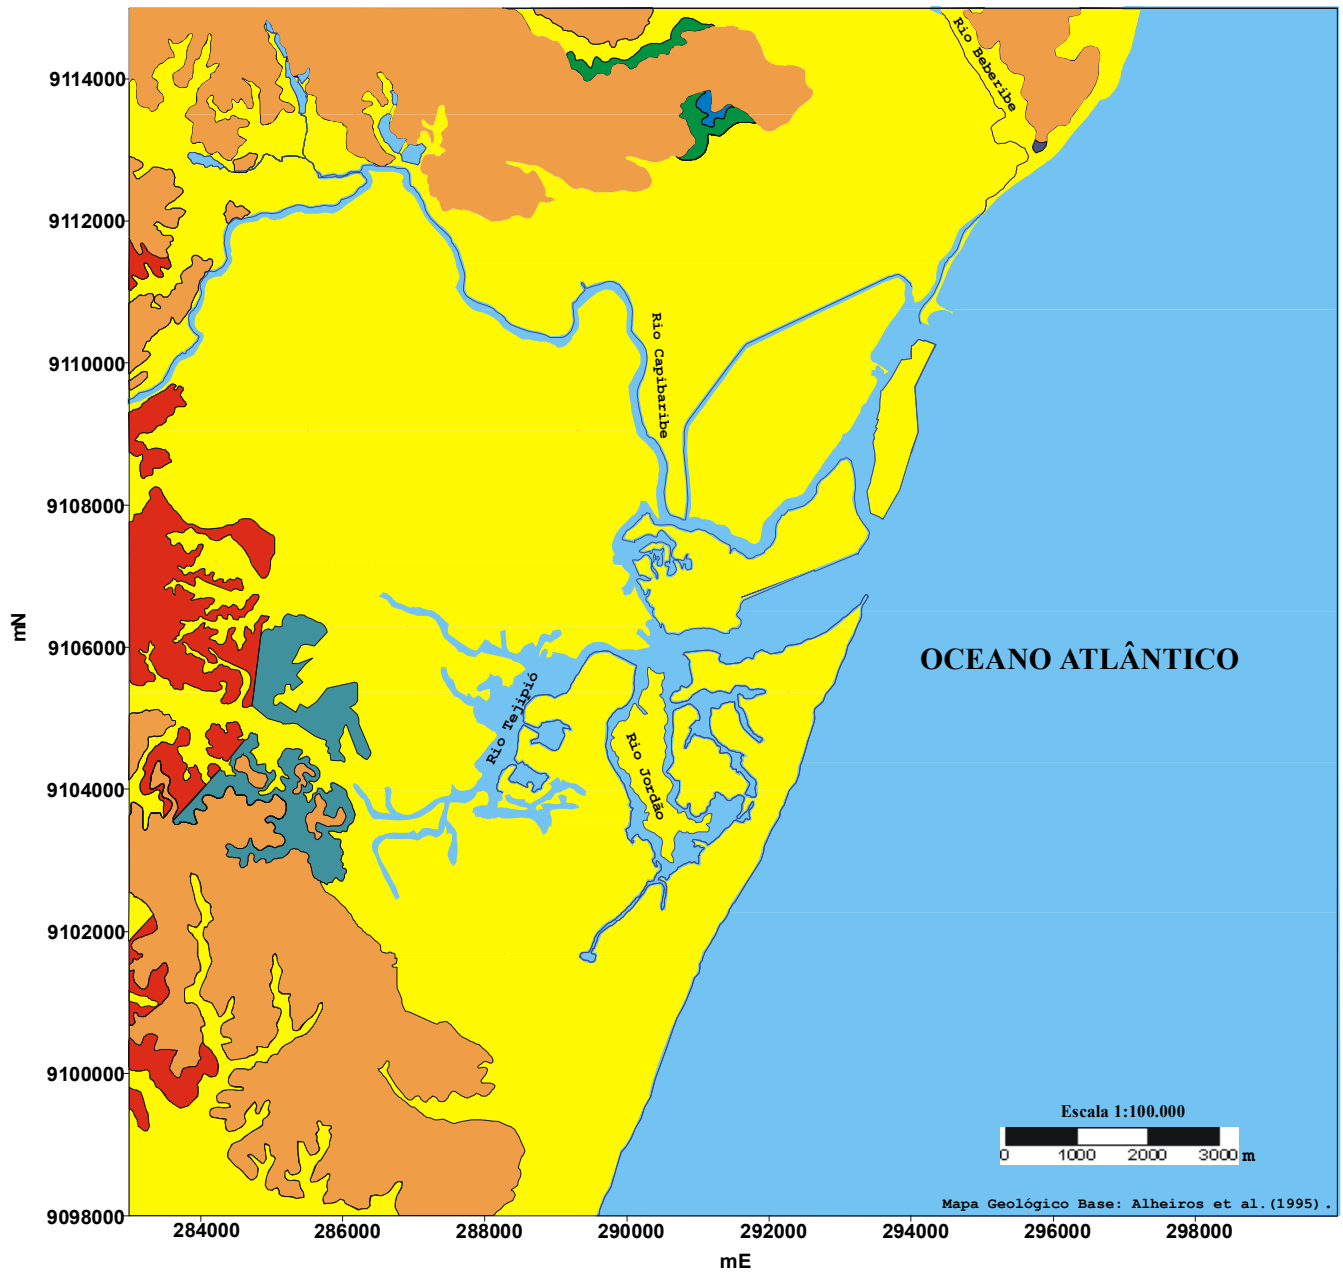 Rio Beberibe
9114000
9112000
9110000
9108000
9106000
9104000
9102000
9100000
9098000
mN
Rio Capibaribe
OCEANO ATLÂNTICO
Rio Tejipió
Rio Jordão
Escala 1:100.000
0 1000 2000 3000 m
Mapa Geológico Base: Alheiros et al.(1995).
284000 286000 288000 290000 292000 294000 296000 298000
mE